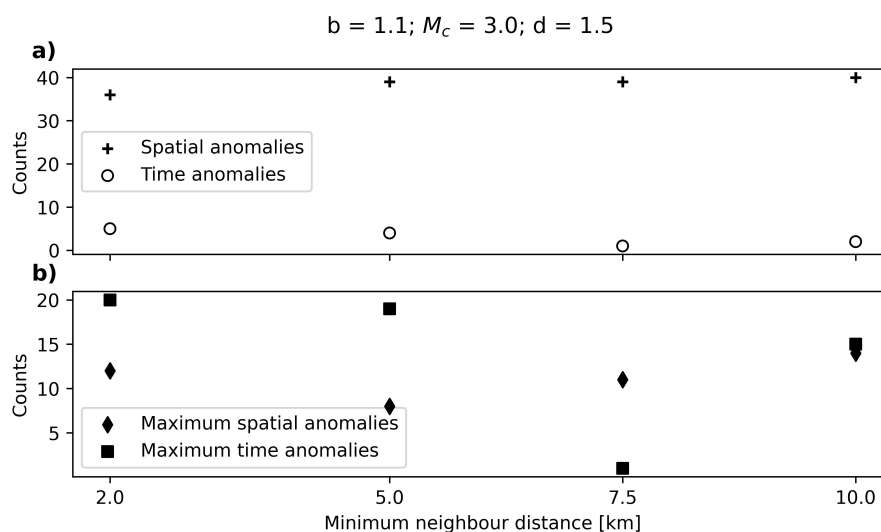 b = 1.1; M_c = 3.0; d = 1.5
a)
40
30
20
10
0
Counts
Spatial anomalies
Time anomalies
b)
20
15
10
5
Counts
Maximum spatial anomalies
Maximum time anomalies
2.0 5.0 7.5 10.0
Minimum neighbour distance [km]